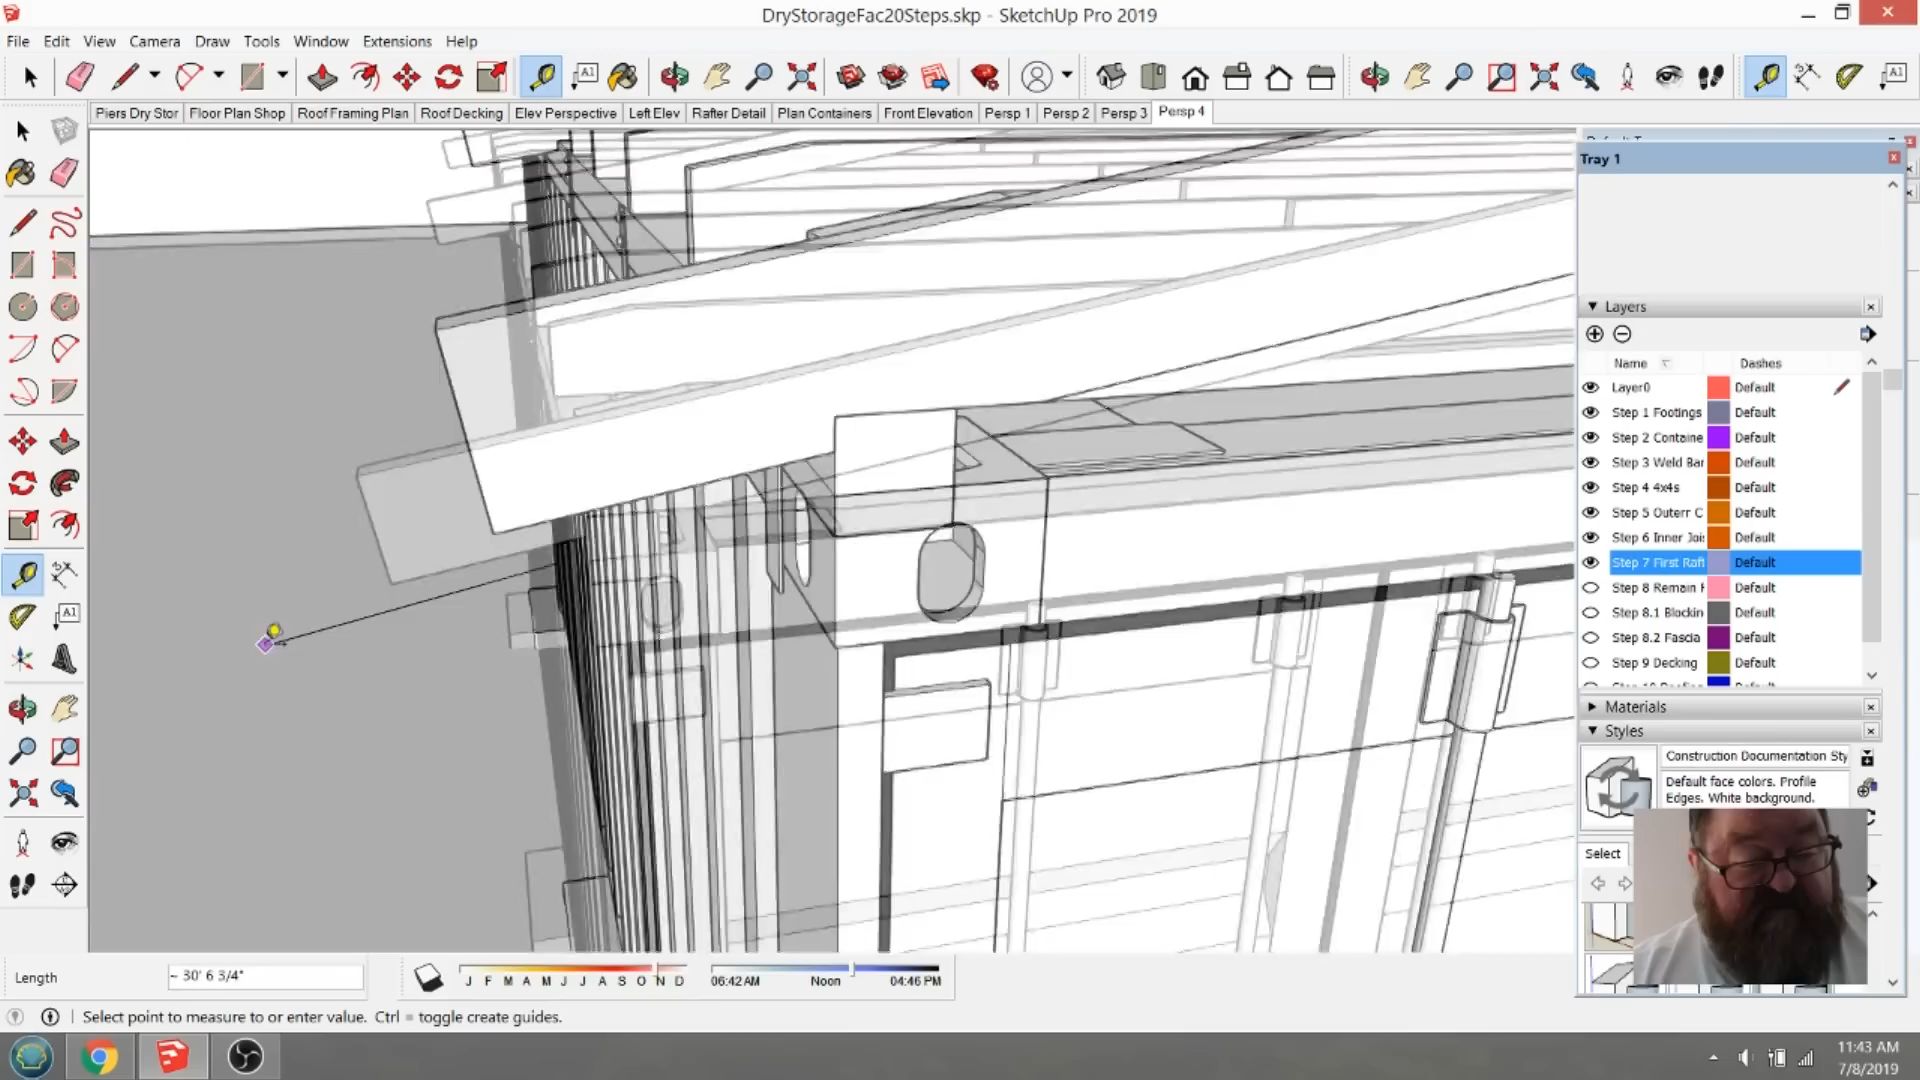 DryStorageFac20Steps.skp - SketchUp Pro 2019
File Edit View Camera Draw Tools Window Extensions Help
Piers Dry Stor Floor Plan Shop Roof Framing Plan Roof Decking Elev Perspective Left Elev Rafter Detail Plan Containers Front Elevation Persp 1 Persp 2 Persp 3 Persp 4
Tray 1
Layers
Name Dashes
Layer0 Default
Step 1 Footings Default
Step 2 Containe Default
Step 3 Weld Bar Default
Step 4 4x4s Default
Step 5 Outerr C Default
Step 6 Inner Joi Default
Step 7 First Raft Default
Step 8 Remain Default
Step 8.1 Blockin Default
Step 8.2 Fascia Default
Step 9 Decking Default
Materials
Styles
Construction Documentation Sty
Default face colors. Profile
Edges. White background.
Select
Length ~ 30' 6 3/4"
J F M A M J J A S O N D
06:42 AM Noon 04:46 PM
Select point to measure to or enter value. Ctrl = toggle create guides.
11:43 AM
7/8/2019